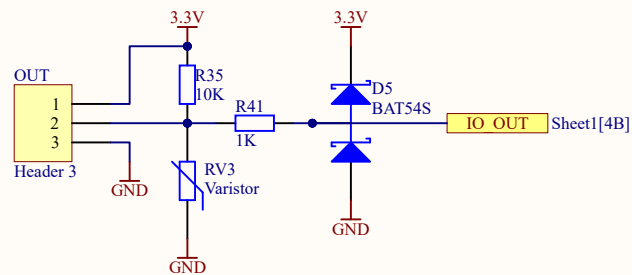 3.3V
3.3V
OUT
R35
10K
D5
BAT54S
1
2
3
R41
1K
IO_OUT
Sheet1[4B]
Header 3
RV3
Varistor
GND
GND
GND